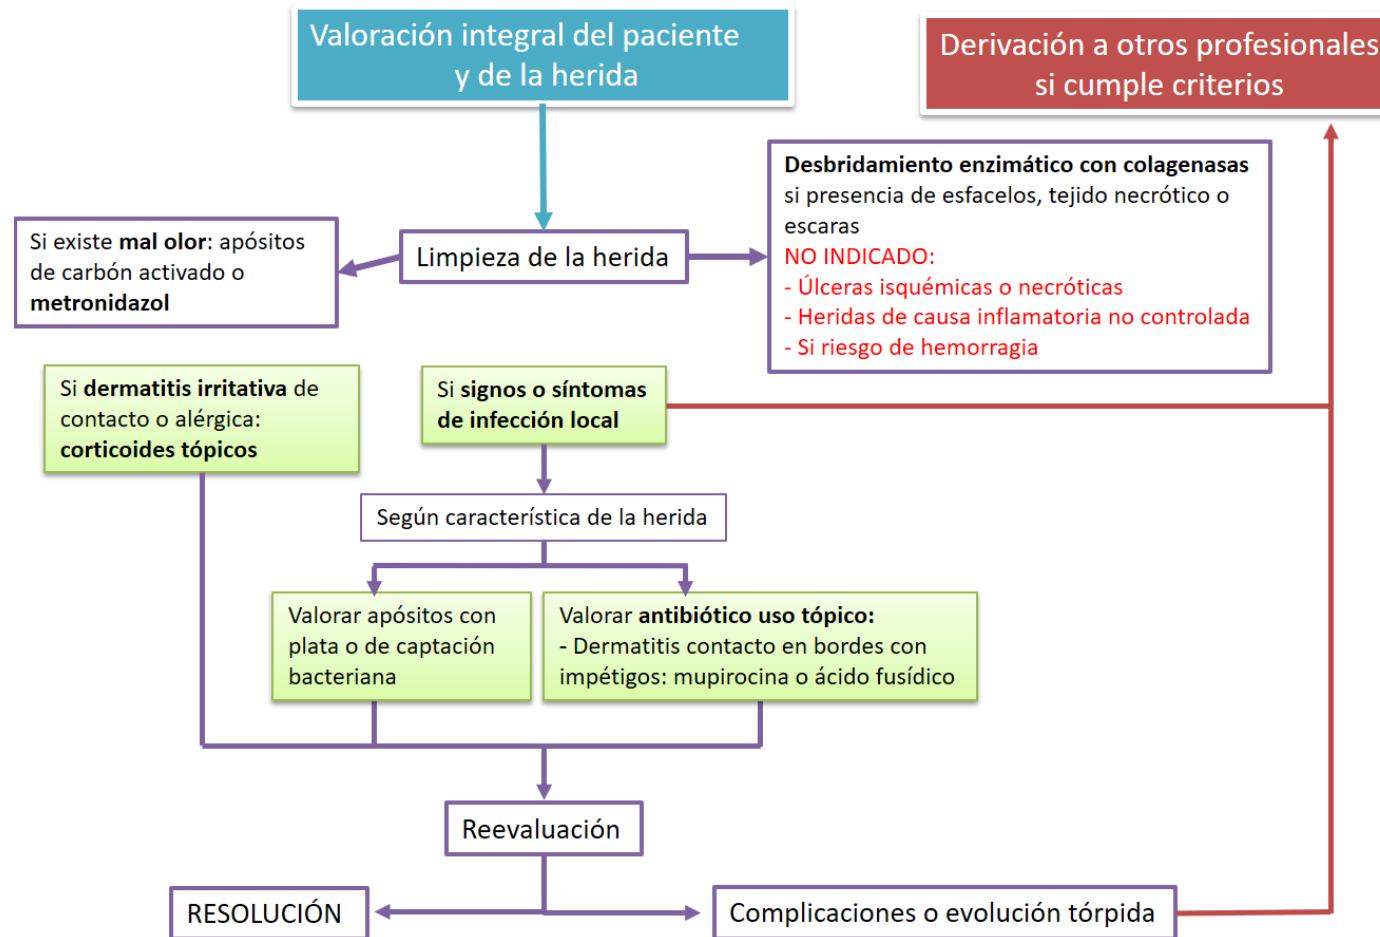 Valoración integral del paciente
y de la herida
Derivación a otros profesionales
si cumple criterios
Desbridamiento enzimático con colagenasas
si presencia de esfacelos, tejido necrótico o
escaras
NO INDICADO:
- Úlceras isquémicas o necróticas
- Heridas de causa inflamatoria no controlada
- Si riesgo de hemorragia
Limpieza de la herida
Si existe mal olor: apósitos
de carbón activado o
metronidazol
Si dermatitis irritativa de
contacto o alérgica:
corticoides tópicos
Si signos o síntomas
de infección local
Según característica de la herida
Valorar apósitos con
plata o de captación
bacteriana
Valorar antibiótico uso tópico:
- Dermatitis contacto en bordes con
impétigos: mupirocina o ácido fusídico
Reevaluación
RESOLUCIÓN
Complicaciones o evolución tórpida